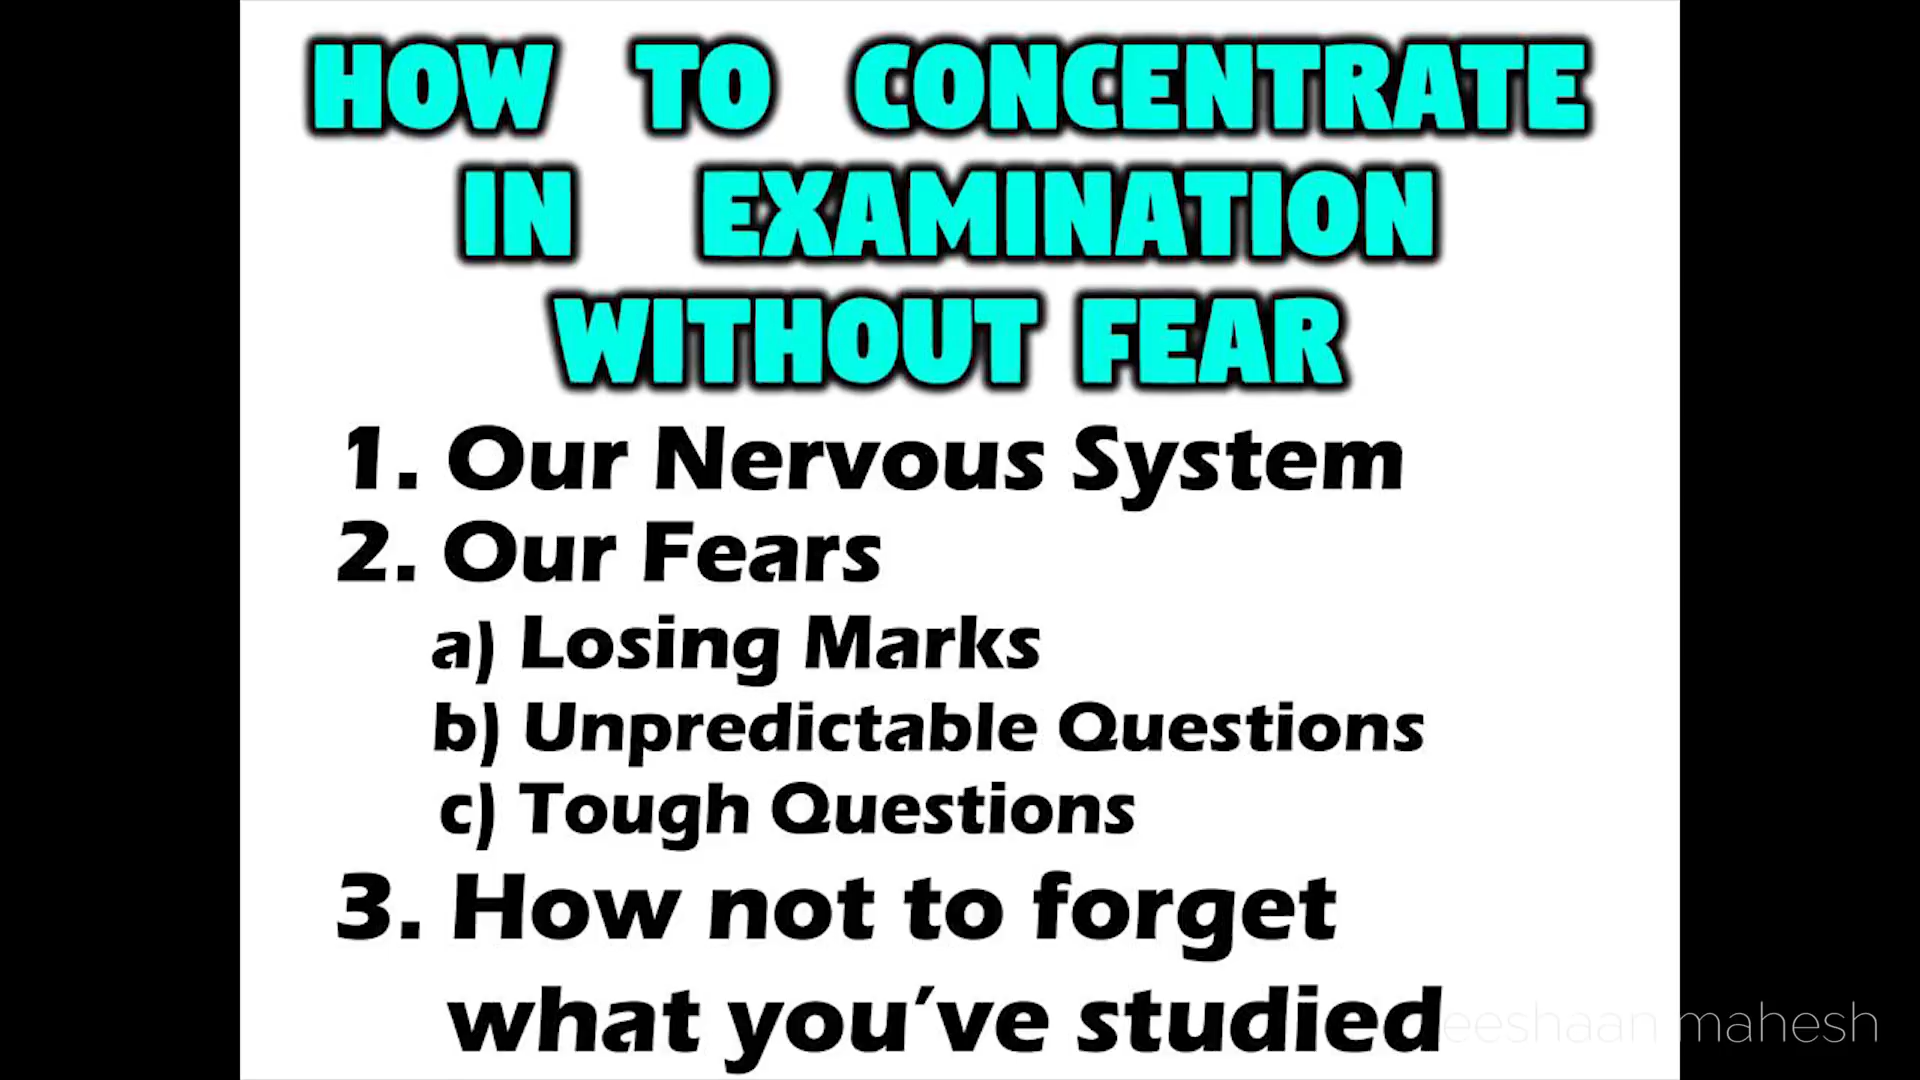 HOW TO CONCENTRATE
IN EXAMINATION
WITHOUT FEAR
1. Our Nervous System
2. Our Fears
a) Losing Marks
b) Unpredictable Questions
c) Tough Questions
3. How not to forget
what you've studied
eeshaan mahesh